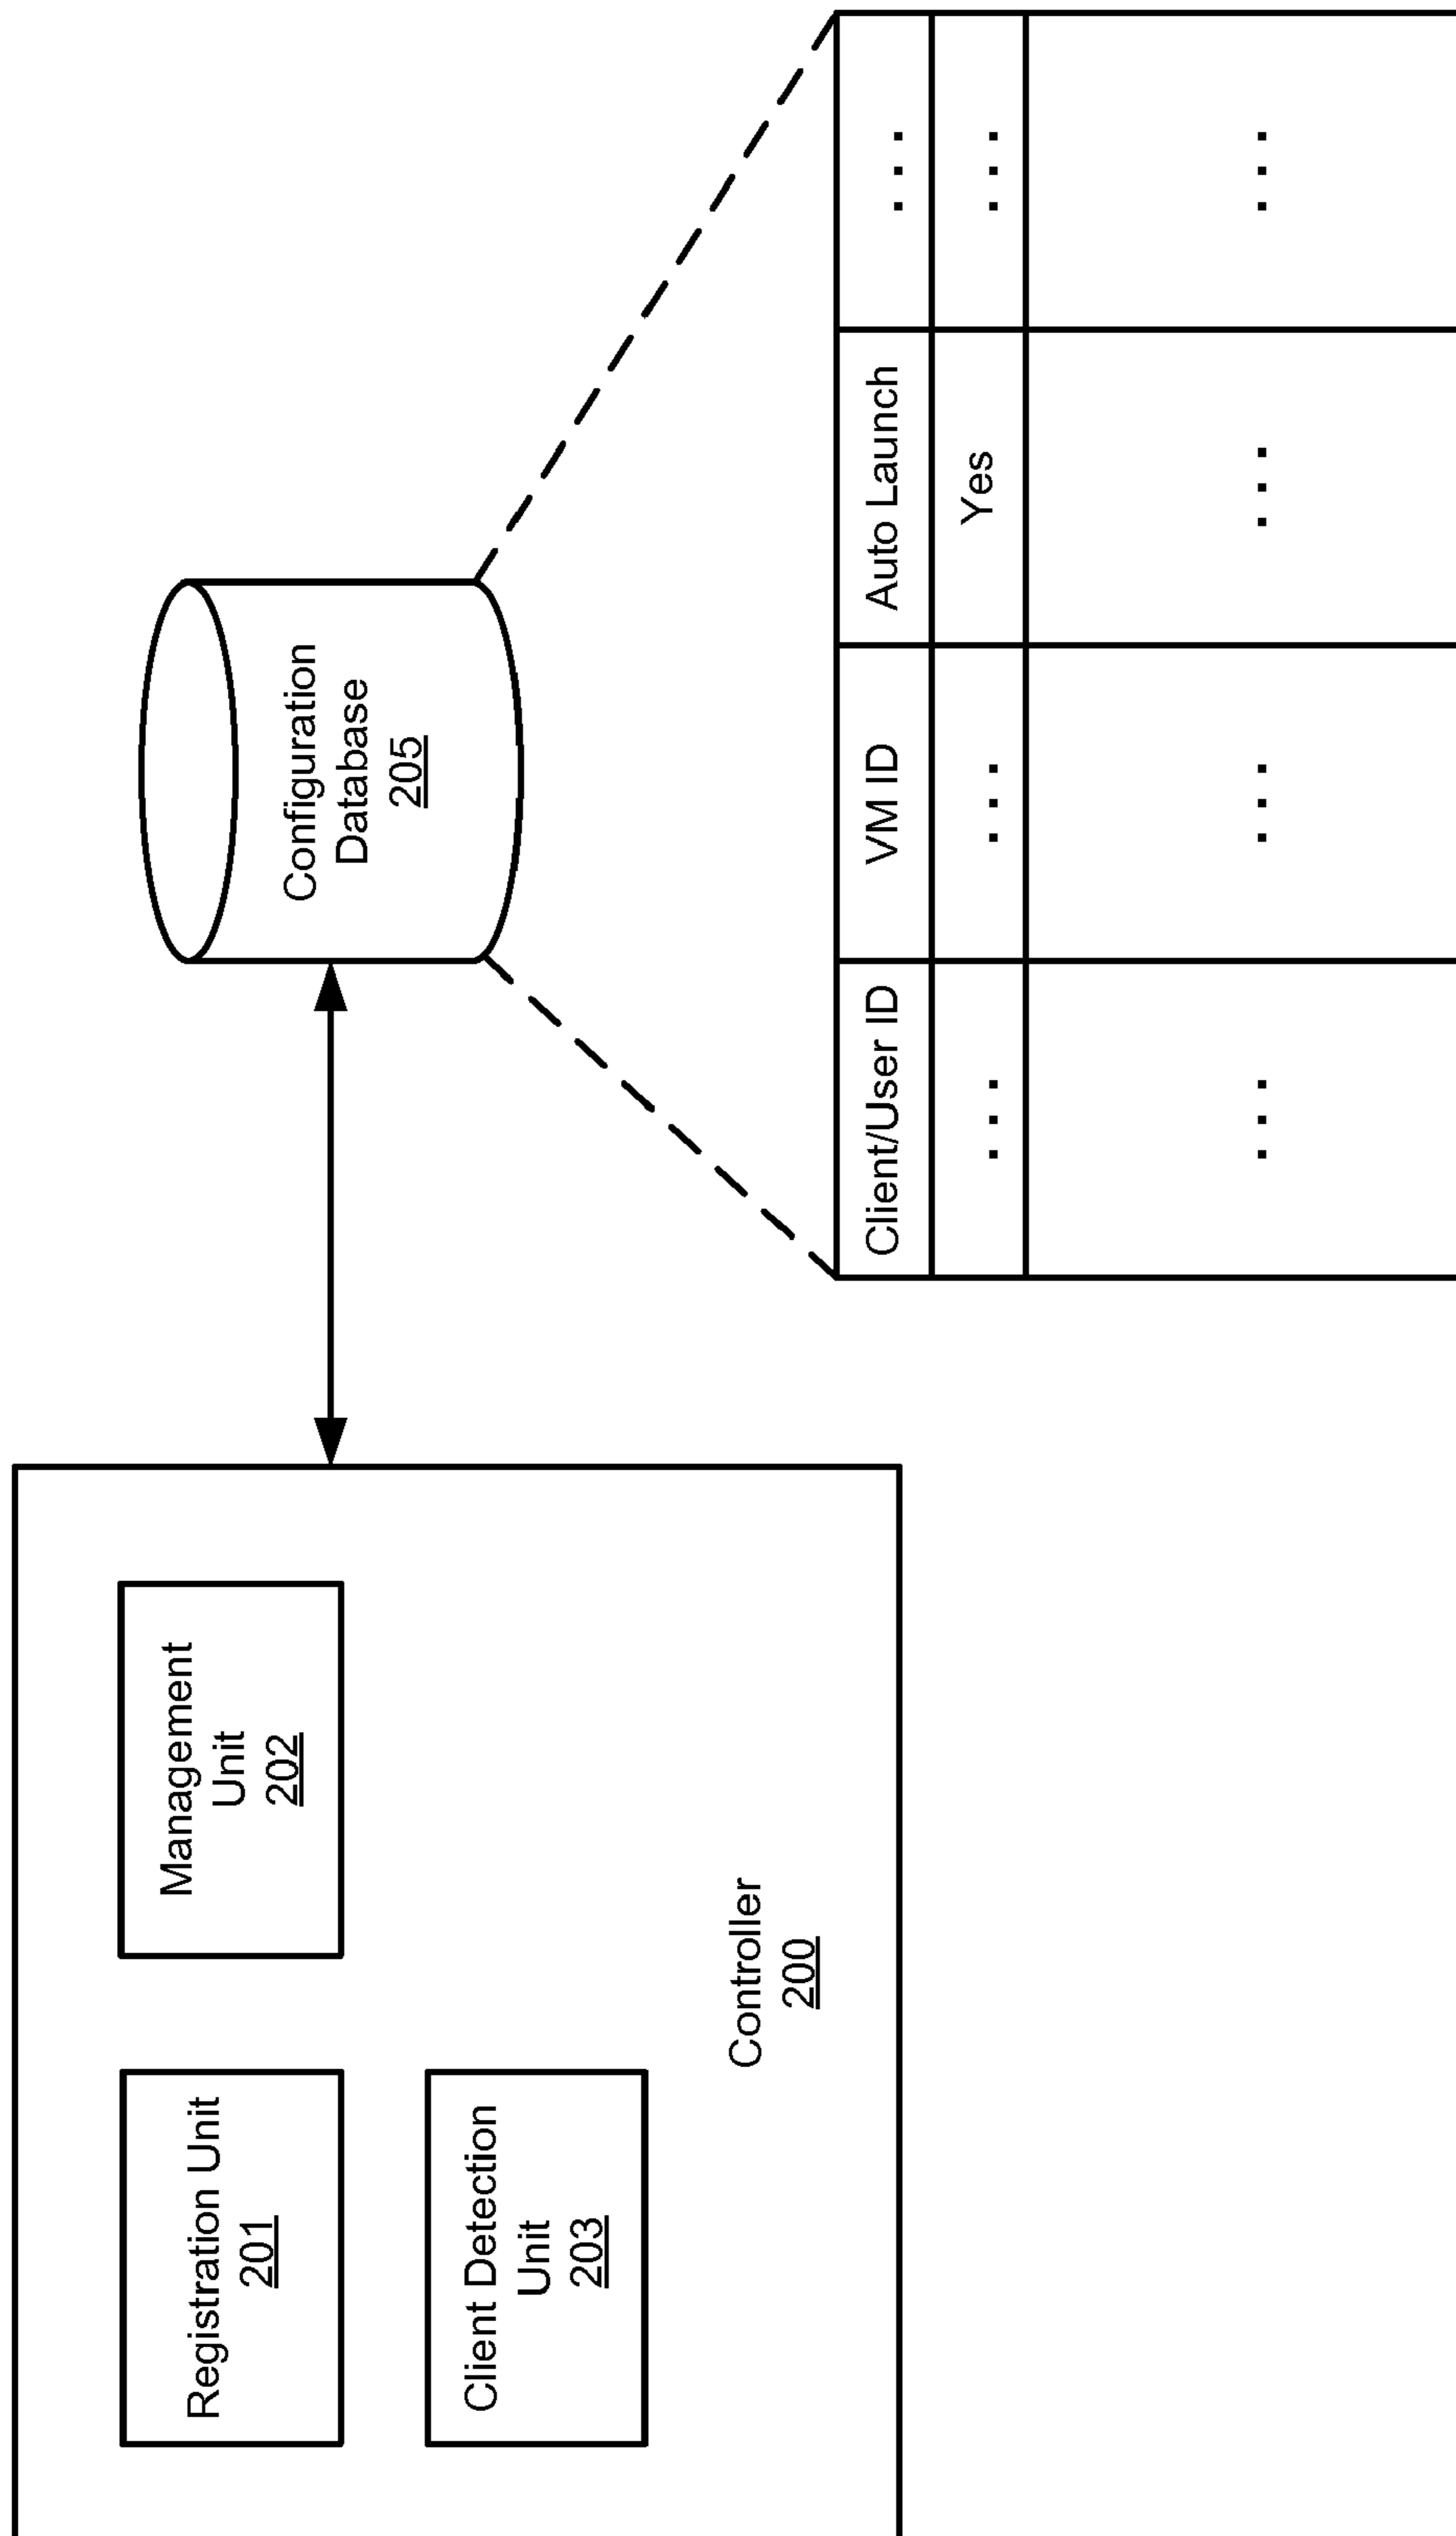 Registration Unit
201
Management
Unit
202
Client Detection
Unit
203
Controller
200
Configuration
Database
205
Client/User ID
VM ID
Auto Launch
. . .
. . .
. . .
Yes
. . .
. . .
. . .
. . .
. . .